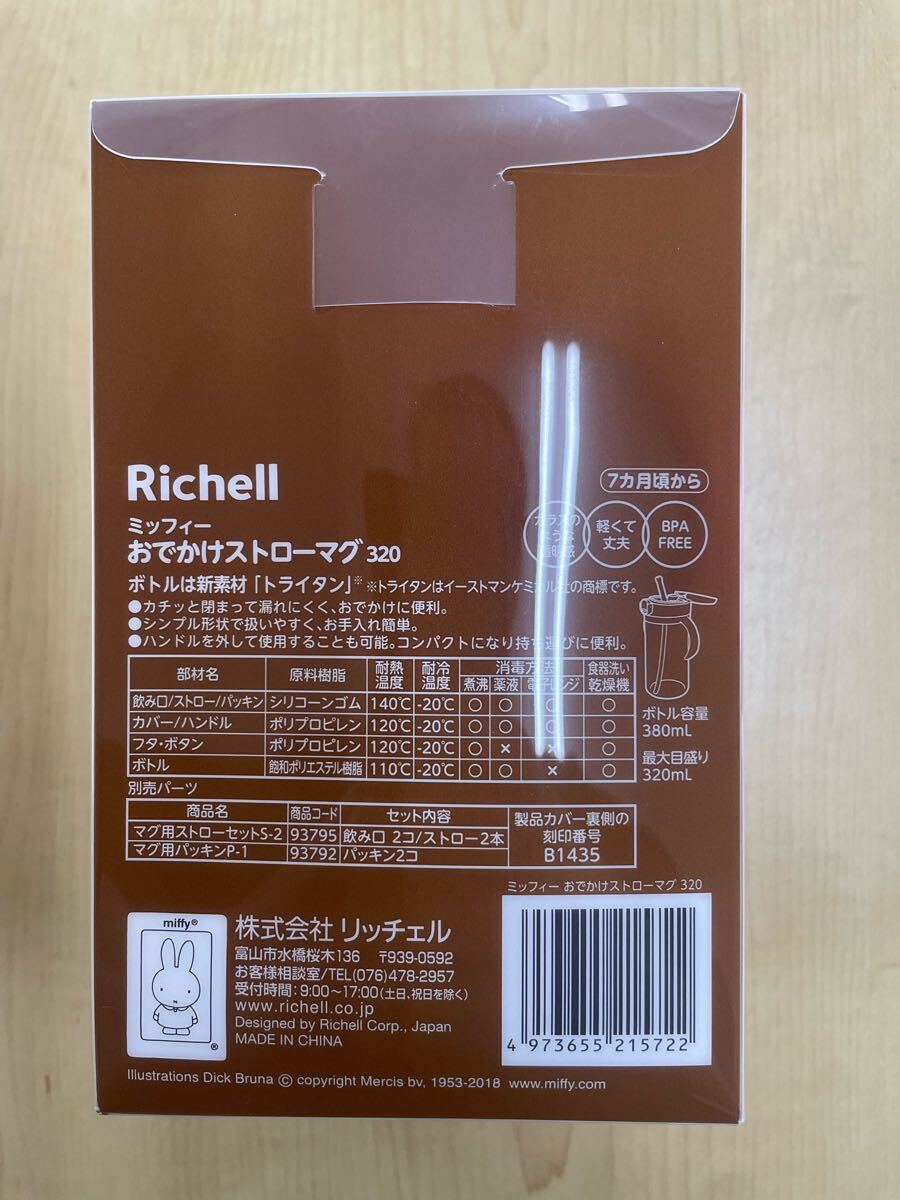 Richell
7カ月頃から
ミッフィー
おでかけストローマグ 320
ガラスの
ような
透明感
軽くて
丈夫
BPA
FREE
ボトルは新素材「トライタン」※ ※トライタンはイーストマンケミカル社の商標です。
●カチッと閉まって漏れにくく、おでかけに便利。
●シンプル形状で扱いやすく、お手入れ簡単。
●ハンドルを外して使用することも可能。コンパクトになり持ち運びに便利。
部材名 原料樹脂 耐熱温度 耐冷温度 消毒方法 食器洗い乾燥機
煮沸 薬液 電子レンジ
飲み口/ストロー/パッキン シリコーンゴム 140℃ -20℃ ○ ○ ○ ○
カバー/ハンドル ポリプロピレン 120℃ -20℃ ○ ○ ○ ○
フタ・ボタン ポリプロピレン 120℃ -20℃ ○ × × ○
ボトル 飽和ポリエステル樹脂 110℃ -20℃ ○ ○ × ○
ボトル容量
380mL
最大目盛り
320mL
別売パーツ
商品名 商品コード セット内容
マグ用ストローセットS-2 93795 飲み口 2コ/ストロー2本
マグ用パッキンP-1 93792 パッキン2コ
製品カバー裏側の
刻印番号
B1435
ミッフィー おでかけストローマグ 320
4 973655 215722
miffy®
®
株式会社 リッチェル
富山市水橋桜木136 〒939-0592
お客様相談室/TEL(076)478-2957
受付時間：9:00～17:00(土日、祝日を除く)
www.richell.co.jp
Designed by Richell Corp., Japan
MADE IN CHINA
Illustrations Dick Bruna © copyright Mercis bv, 1953-2018 www.miffy.com